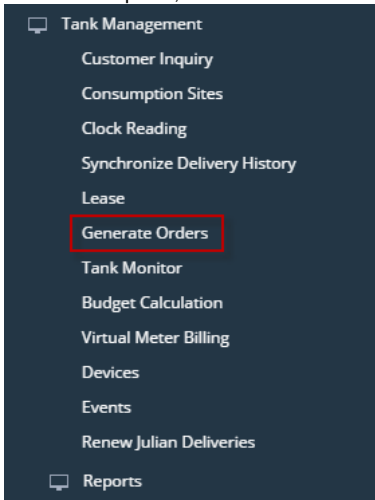 Tank Management
Customer Inquiry
Consumption Sites
Clock Reading
Synchronize Delivery History
Lease
Generate Orders
Tank Monitor
Budget Calculation
Virtual Meter Billing
Devices
Events
Renew Julian Deliveries
Reports